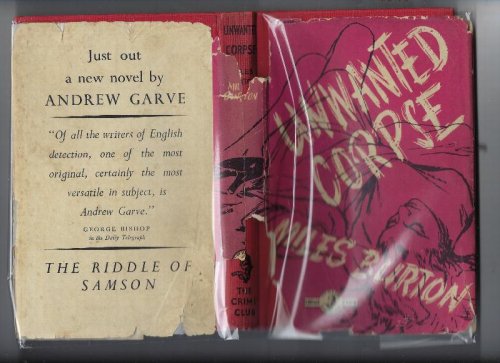 Just out
a new novel by
ANDREW GARVE
"Of all the writers of English
detection, one of the most
original, certainly the most
versatile in subject, is
Andrew Garve."
GEORGE BISHOP
in the Daily Telegraph
THE RIDDLE OF
SAMSON
UNWANTED
CORPSE
BURTON
THE
CRIME
CLUB
UNWANTED
CORPSE
MILES BURTON